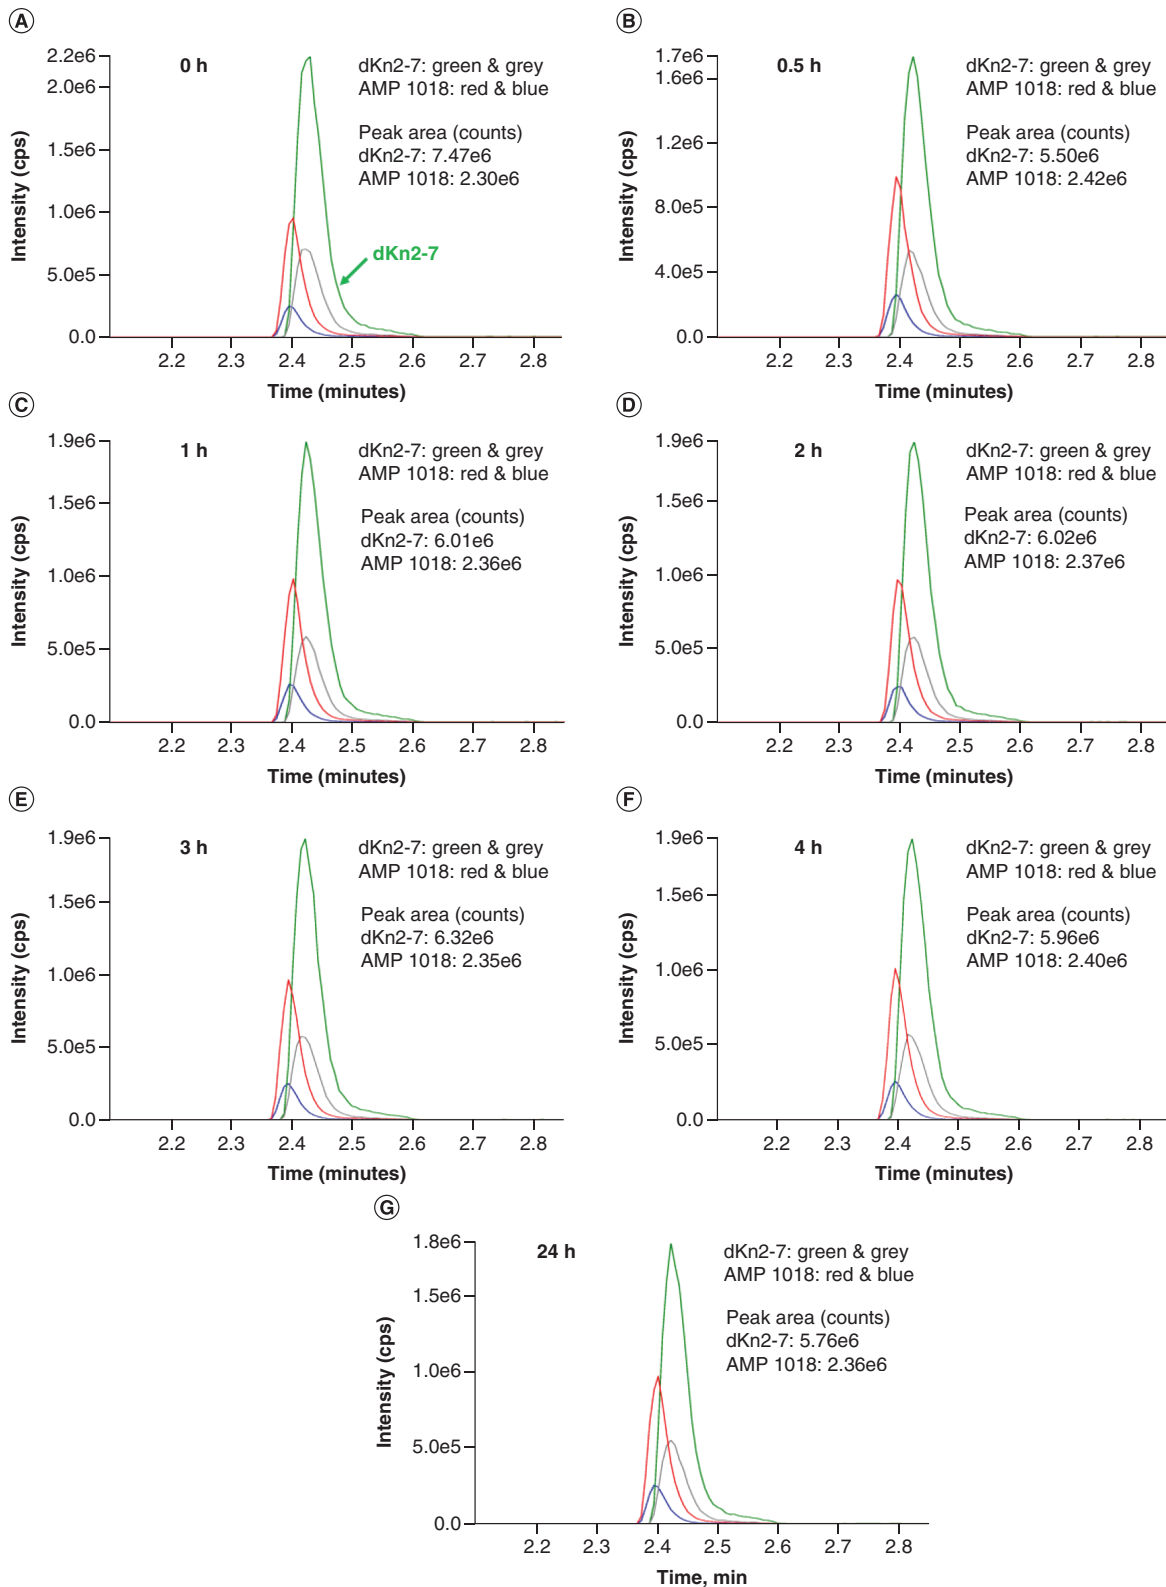 A
0 h
dKn2-7: green & grey
AMP 1018: red & blue
Peak area (counts)
dKn2-7: 7.47e6
AMP 1018: 2.30e6
dKn2-7
Intensity (cps)
2.2e6
2.0e6
1.5e6
1.0e6
5.0e5
0.0
2.2 2.3 2.4 2.5 2.6 2.7 2.8
Time (minutes)
B
0.5 h
dKn2-7: green & grey
AMP 1018: red & blue
Peak area (counts)
dKn2-7: 5.50e6
AMP 1018: 2.42e6
Intensity (cps)
1.7e6
1.6e6
1.2e6
8.0e5
4.0e5
0.0
2.2 2.3 2.4 2.5 2.6 2.7 2.8
Time (minutes)
C
1 h
dKn2-7: green & grey
AMP 1018: red & blue
Peak area (counts)
dKn2-7: 6.01e6
AMP 1018: 2.36e6
Intensity (cps)
1.9e6
1.5e6
1.0e6
5.0e5
0.0
2.2 2.3 2.4 2.5 2.6 2.7 2.8
Time (minutes)
D
2 h
dKn2-7: green & grey
AMP 1018: red & blue
Peak area (counts)
dKn2-7: 6.02e6
AMP 1018: 2.37e6
Intensity (cps)
1.9e6
1.5e6
1.0e6
5.0e5
0.0
2.2 2.3 2.4 2.5 2.6 2.7 2.8
Time (minutes)
E
3 h
dKn2-7: green & grey
AMP 1018: red & blue
Peak area (counts)
dKn2-7: 6.32e6
AMP 1018: 2.35e6
Intensity (cps)
1.9e6
1.5e6
1.0e6
5.0e5
0.0
2.2 2.3 2.4 2.5 2.6 2.7 2.8
Time (minutes)
F
4 h
dKn2-7: green & grey
AMP 1018: red & blue
Peak area (counts)
dKn2-7: 5.96e6
AMP 1018: 2.40e6
Intensity (cps)
1.9e6
1.5e6
1.0e6
5.0e5
0.0
2.2 2.3 2.4 2.5 2.6 2.7 2.8
Time (minutes)
G
24 h
dKn2-7: green & grey
AMP 1018: red & blue
Peak area (counts)
dKn2-7: 5.76e6
AMP 1018: 2.36e6
Intensity (cps)
1.8e6
1.5e6
1.0e6
5.0e5
0.0
2.2 2.3 2.4 2.5 2.6 2.7 2.8
Time, min